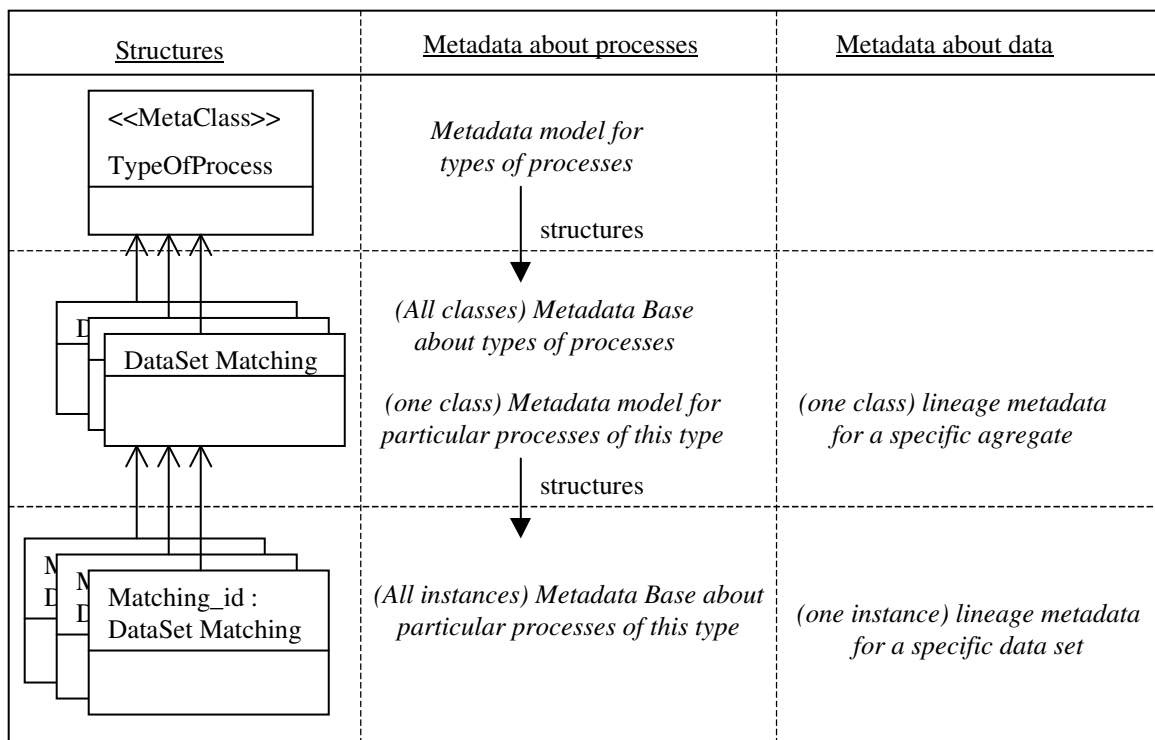 Structures
Metadata about processes
Metadata about data
<<MetaClass>>
TypeOfProcess
Metadata model for
types of processes
structures
D
DataSet Matching
(All classes) Metadata Base
about types of processes
(one class) Metadata model for
particular processes of this type
(one class) lineage metadata
for a specific agregate
structures
M
D
M
D
Matching_id :
DataSet Matching
(All instances) Metadata Base about
particular processes of this type
(one instance) lineage metadata
for a specific data set